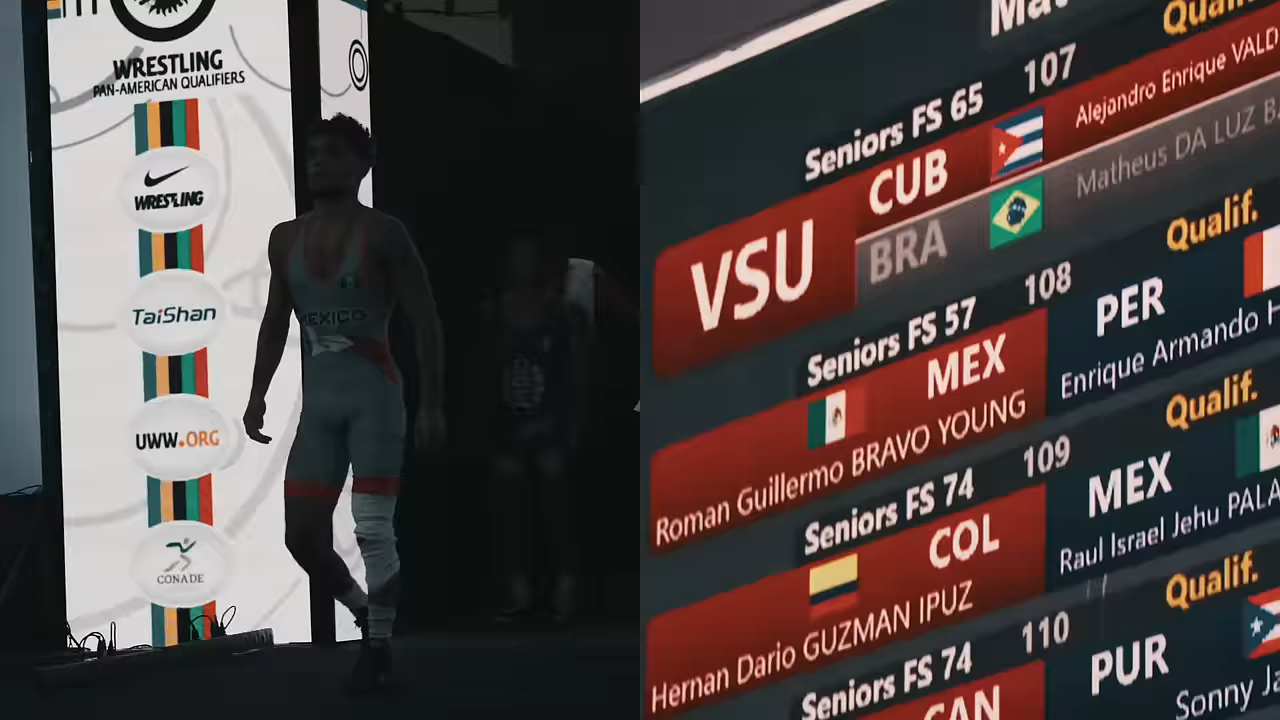 WRESTLING
PAN-AMERICAN QUALIFIERS
WRESTLING
TaiShan
UWW.ORG
CONADE
MEXICO
Seniors FS 65 107
VSU
CUB
Alejandro Enrique
BRA
Matheus DA LUZ
Qualif.
Seniors FS 57 108
MEX
Roman Guillermo BRAVO YOUNG
PER
Enrique Armando
Qualif.
Seniors FS 74 109
COL
Hernan Dario GUZMAN IPUZ
MEX
Raul Israel Jehu
Qualif.
Seniors FS 74 110
CAN
PUR
Sonny